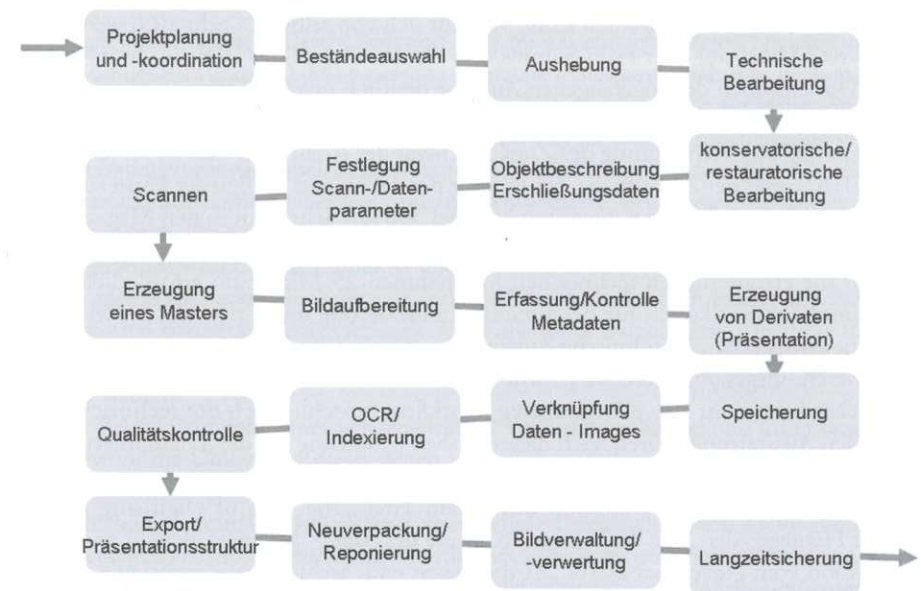 Projektplanung
und -koordination
Beständeauswahl
Aushebung
Technische
Bearbeitung
Scannen
Festlegung
Scann-/Daten-
parameter
Objektbeschreibung
Erschließungsdaten
konservatorische/
restauratorische
Bearbeitung
Erzeugung
eines Masters
Bildaufbereitung
Erfassung/Kontrolle
Metadaten
Erzeugung
von Derivaten
(Präsentation)
Qualitätskontrolle
OCR/
Indexierung
Verknüpfung
Daten - Images
Speicherung
Export/
Präsentationsstruktur
Neuverpackung/
Reponierung
Bildverwaltung/
-verwertung
Langzeitsicherung